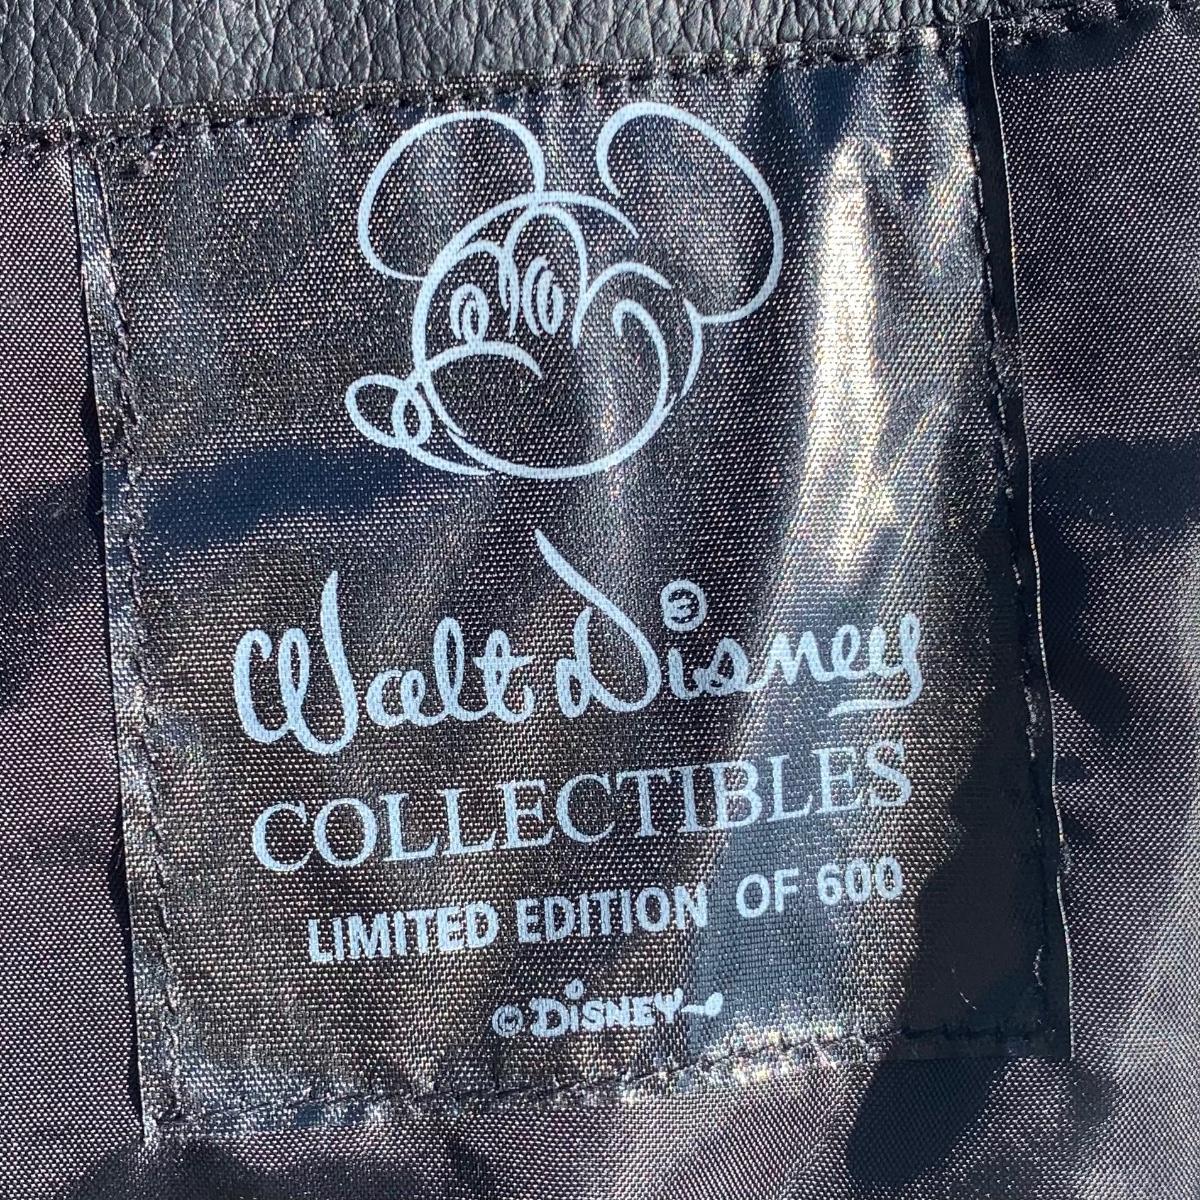 Walt Disney
COLLECTIBLES
LIMITED EDITION OF 600
© DISNEY